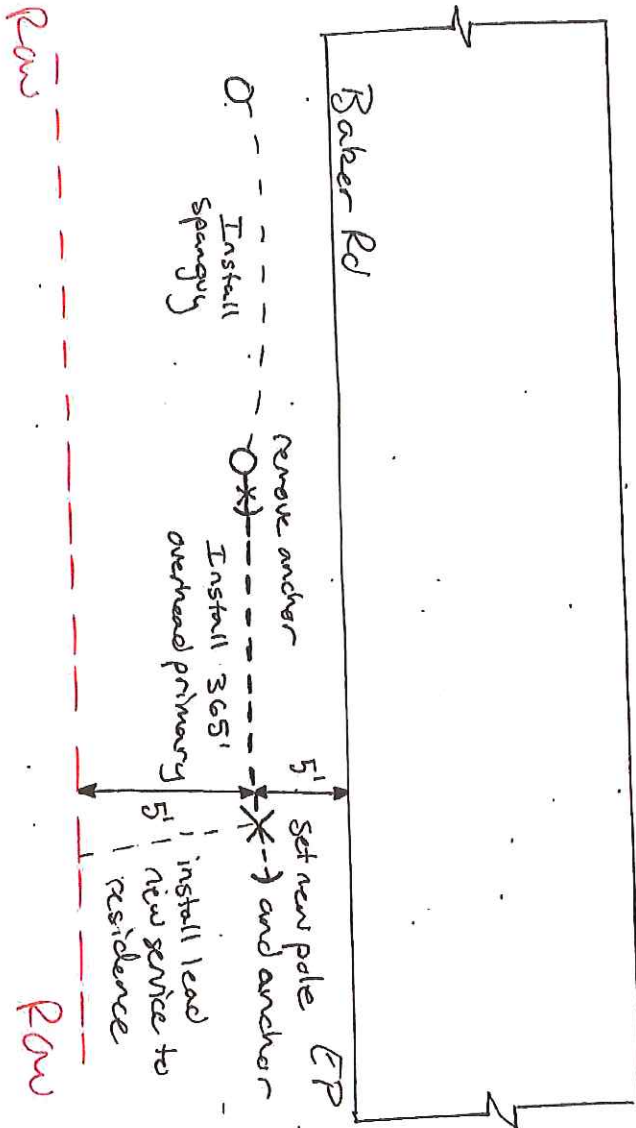 Baker Rd
EP
remove anchor
5'
set new pole
and anchor
Install
spanguy
Install 365'
overhead primary
5'
install lead
new service to
residence
Row
Row